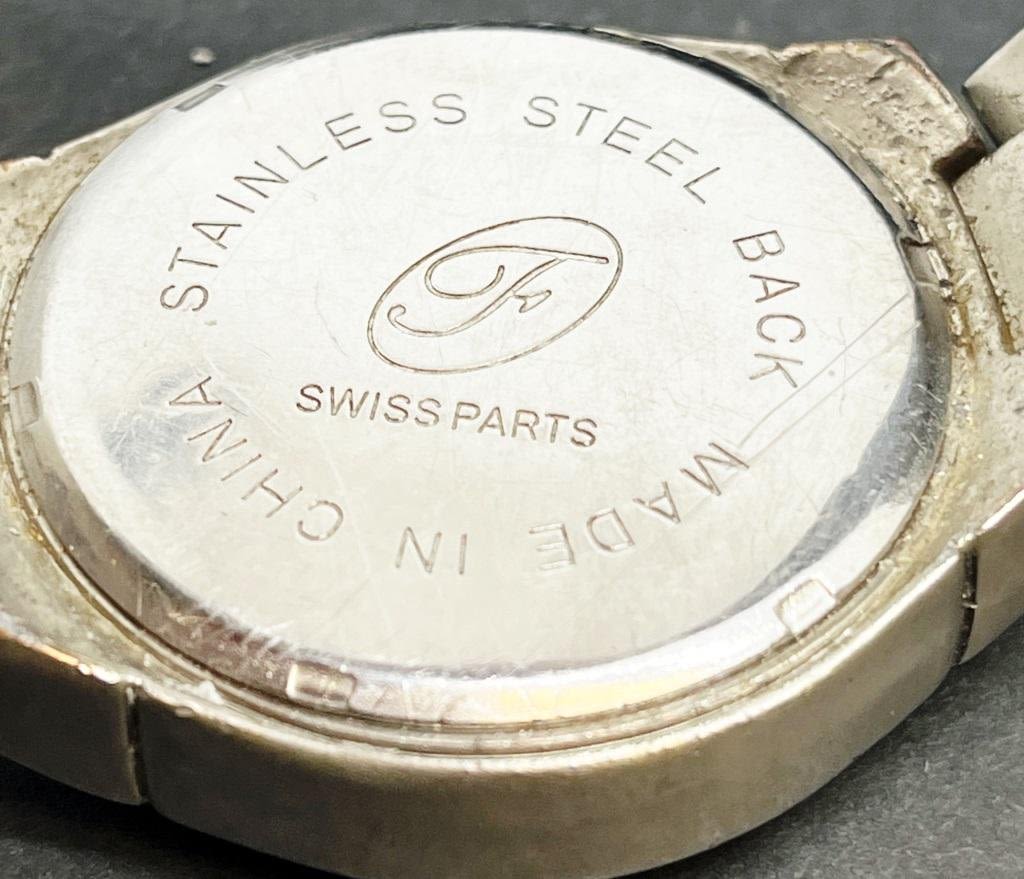 STAINLESS STEEL BACK
F
SWISS PARTS
MADE IN CHINA